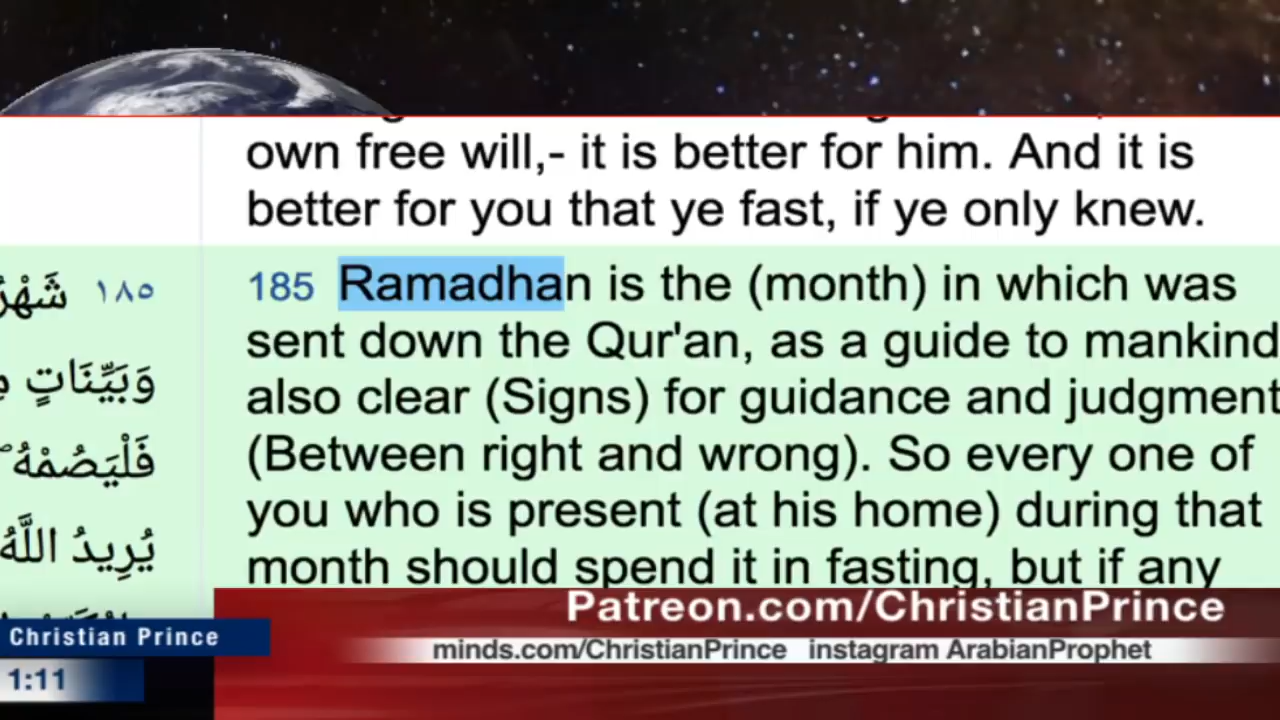 own free will,- it is better for him. And it is
better for you that ye fast, if ye only knew.
١٨٥ شَهْرُ
185 Ramadhan is the (month) in which was
وَبَيِّنَاتٍ
sent down the Qur'an, as a guide to mankind
also clear (Signs) for guidance and judgment
فَلْيَصُمْهُ
(Between right and wrong). So every one of
you who is present (at his home) during that
يُرِيدُ اللَّهُ
month should spend it in fasting, but if any
Patreon.com/ChristianPrince
Christian Prince
minds.com/ChristianPrince instagram ArabianProphet
1:11